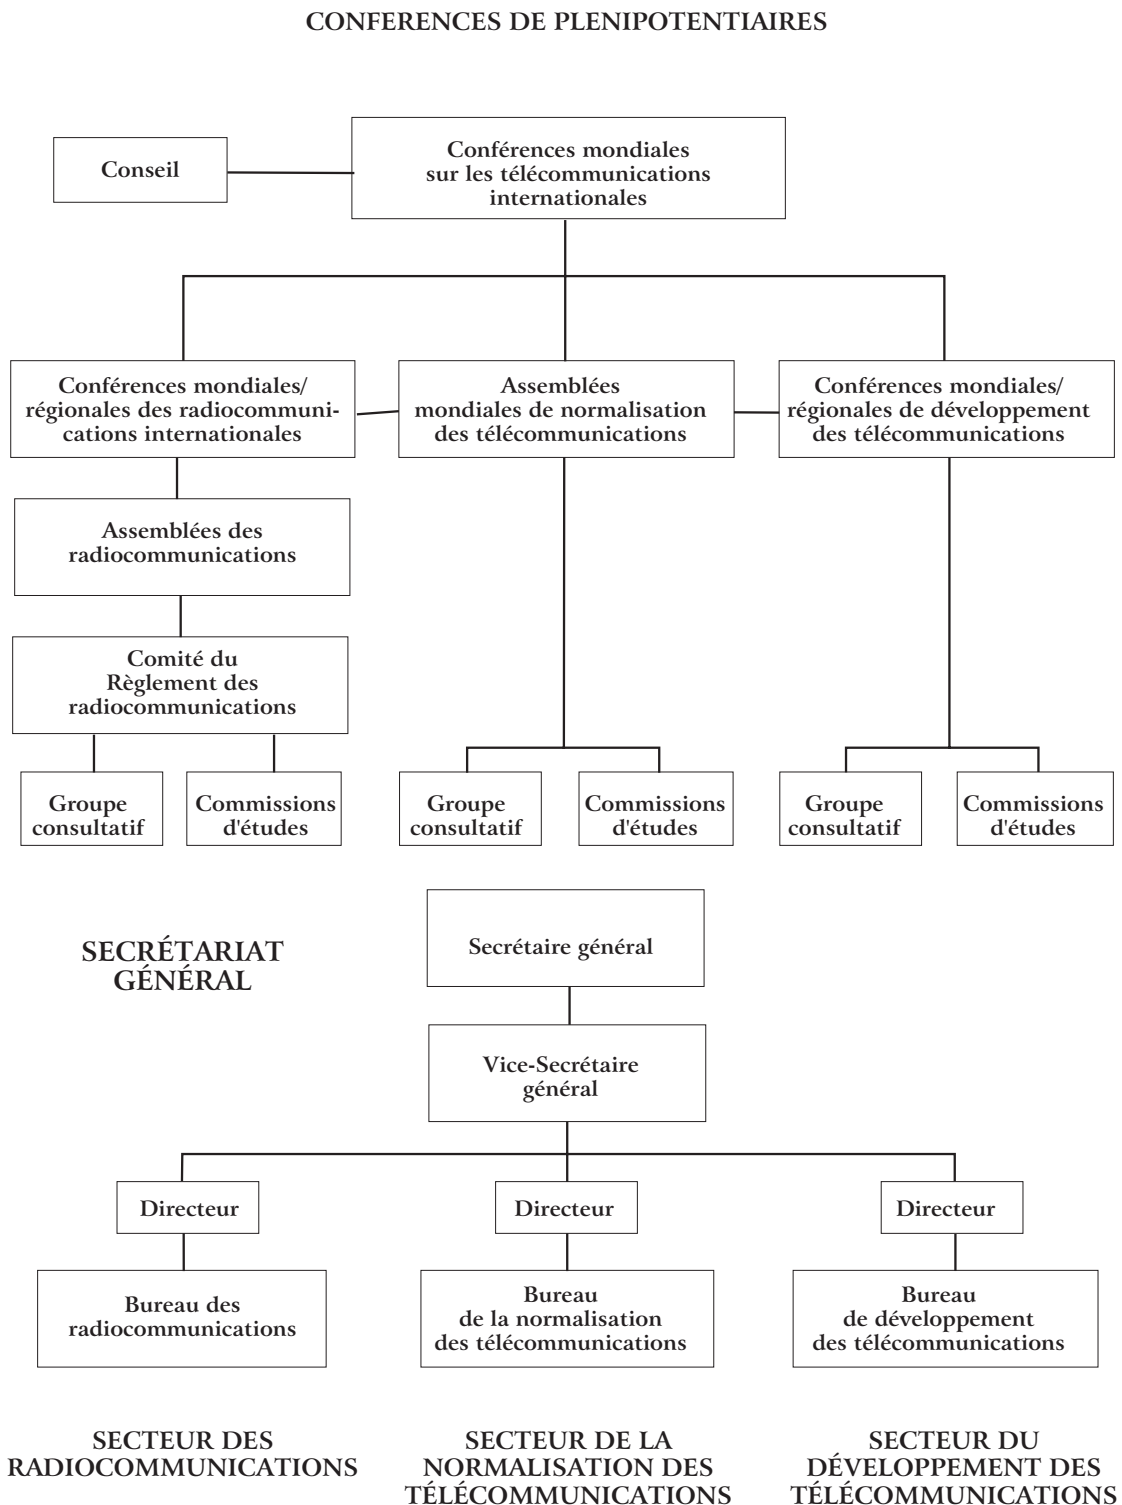 CONFERENCES DE PLENIPOTENTIAIRES
Conseil
Conférences mondiales
sur les télécommunications
internationales
Conférences mondiales/
régionales des radiocommuni-
cations internationales
Assemblées
mondiales de normalisation
des télécommunications
Conférences mondiales/
régionales de développement
des télécommunications
Assemblées des
radiocommunications
Comité du
Règlement des
radiocommunications
Groupe
consultatif
Commissions
d'études
Groupe
consultatif
Commissions
d'études
Groupe
consultatif
Commissions
d'études
SECRÉTARIAT
GÉNÉRAL
Secrétaire général
Vice-Secrétaire
général
Directeur
Directeur
Directeur
Bureau des
radiocommunications
Bureau
de la normalisation
des télécommunications
Bureau
de développement
des télécommunications
SECTEUR DES
RADIOCOMMUNICATIONS
SECTEUR DE LA
NORMALISATION DES
TÉLÉCOMMUNICATIONS
SECTEUR DU
DÉVELOPPEMENT DES
TÉLÉCOMMUNICATIONS